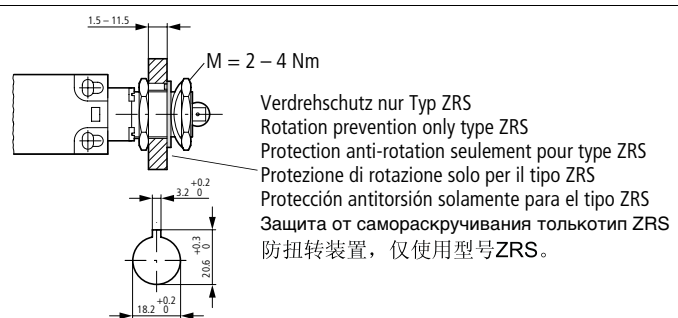 1.5 – 11.5
M = 2 – 4 Nm
Verdrehschutz nur Typ ZRS
Rotation prevention only type ZRS
Protection anti-rotation seulement pour type ZRS
Protezione di rotazione solo per il tipo ZRS
Protección antitorsión solamente para el tipo ZRS
Защита от самораскручивания толькотип ZRS
防扭转装置，仅使用型号ZRS。
3.2 +0.2 0
20.6 +0.3 0
18.2 +0.2 0